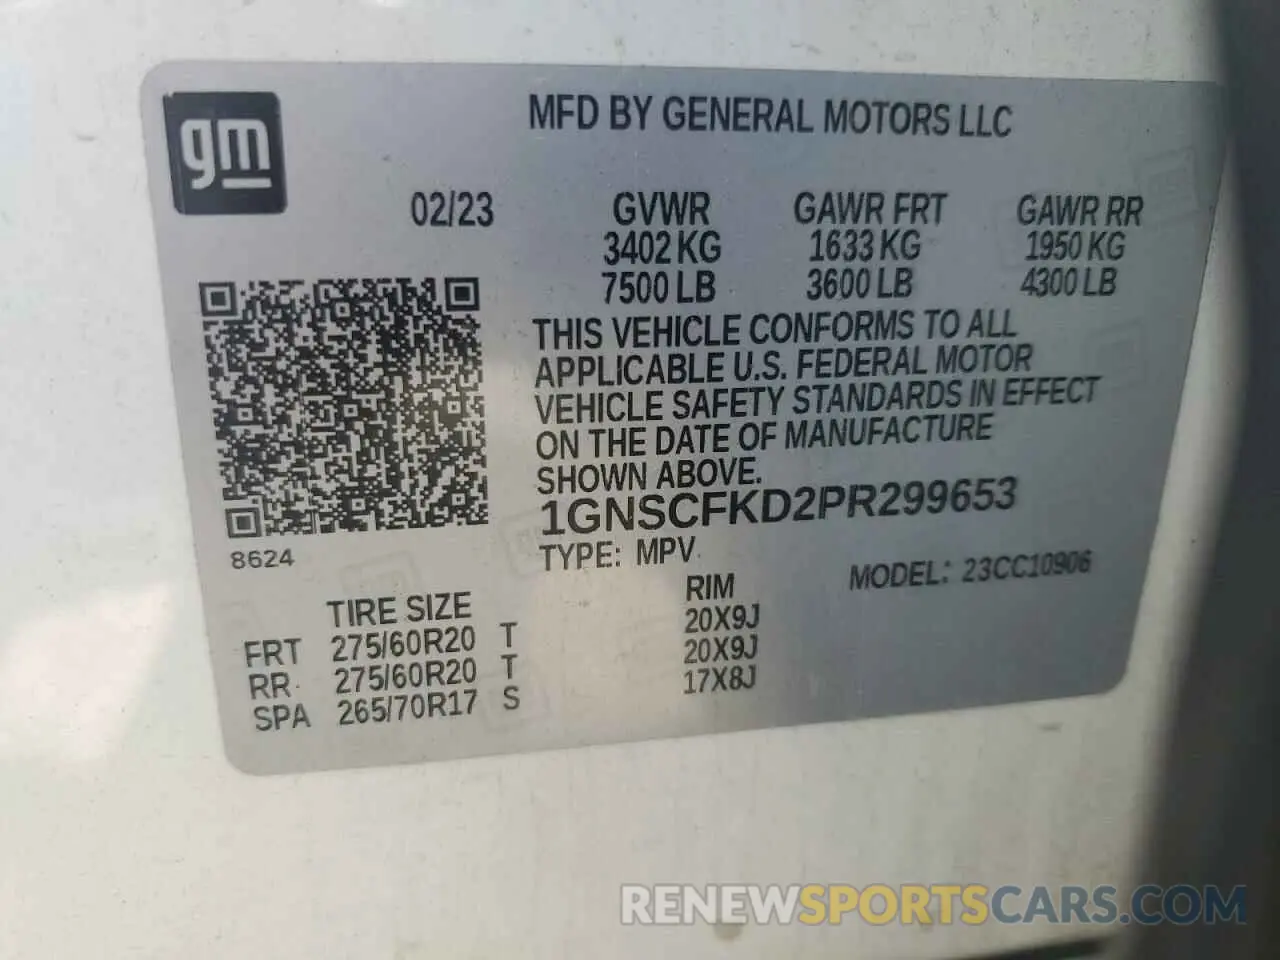 gm
MFD BY GENERAL MOTORS LLC
02/23 GVWR GAWR FRT GAWR RR
3402 KG 1633 KG 1950 KG
7500 LB 3600 LB 4300 LB
THIS VEHICLE CONFORMS TO ALL
APPLICABLE U.S. FEDERAL MOTOR
VEHICLE SAFETY STANDARDS IN EFFECT
ON THE DATE OF MANUFACTURE
SHOWN ABOVE.
1GNSCFKD2PR299653
8624
TYPE: MPV
MODEL: 23CC10906
TIRE SIZE RIM
FRT 275/60R20 T 20X9J
RR 275/60R20 T 20X9J
SPA 265/70R17 S 17X8J
RENEWSPORTSCARS.COM